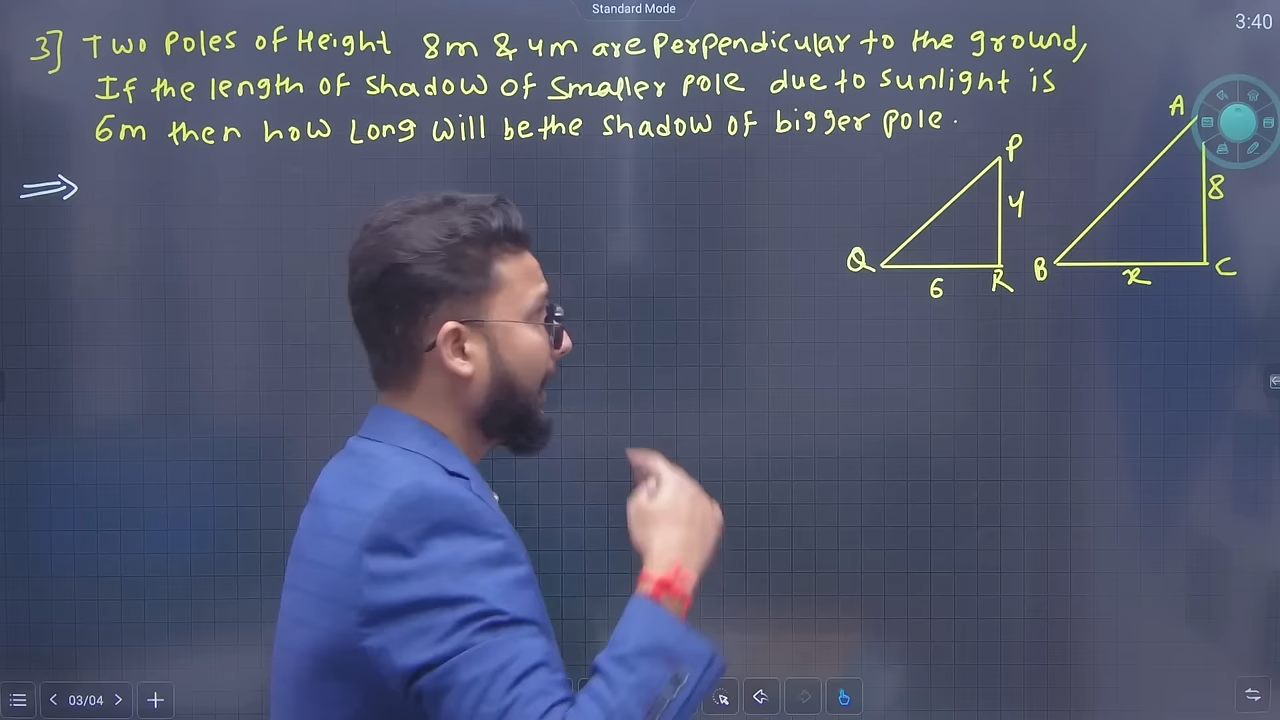 Standard Mode
3:40
3] Two Poles of Height 8m & 4m are perpendicular to the ground,
If the length of shadow of smaller pole due to sunlight is
6m then how Long will be the shadow of bigger pole.
⇒
P
4
Q
6
R
A
8
B
x
C
03/04